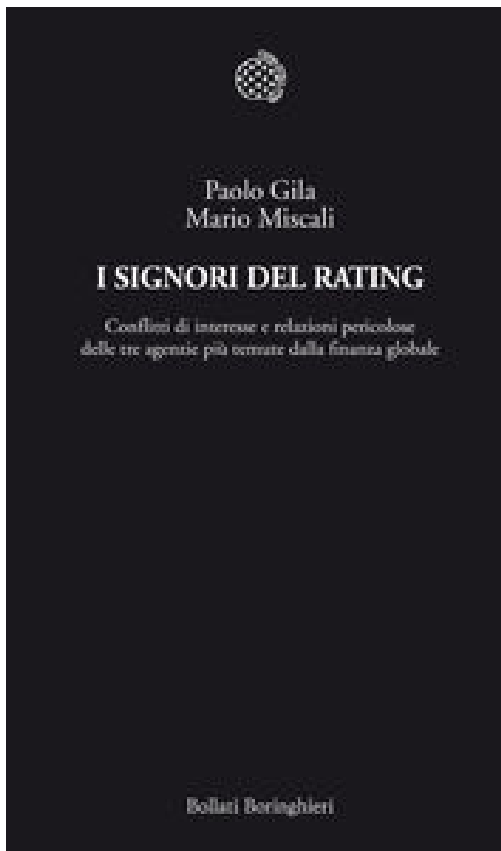 Paolo Gila
Mario Miscali
I SIGNORI DEL RATING
Conflitti di interesse e relazioni pericolose
delle tre agenzie più temute dalla finanza globale
Bollati Boringhieri